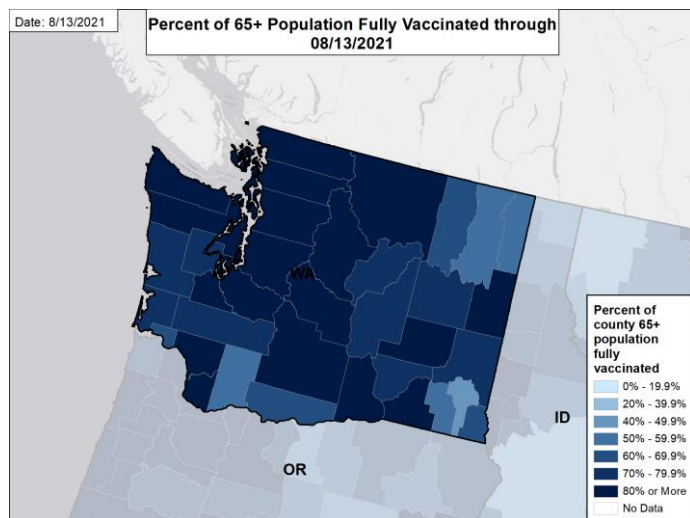 Date: 8/13/2021
Percent of 65+ Population Fully Vaccinated through
08/13/2021
WA
ID
OR
Percent of
county 65+
population
fully
vaccinated
0% - 19.9%
20% - 39.9%
40% - 49.9%
50% - 59.9%
60% - 69.9%
70% - 79.9%
80% or More
No Data